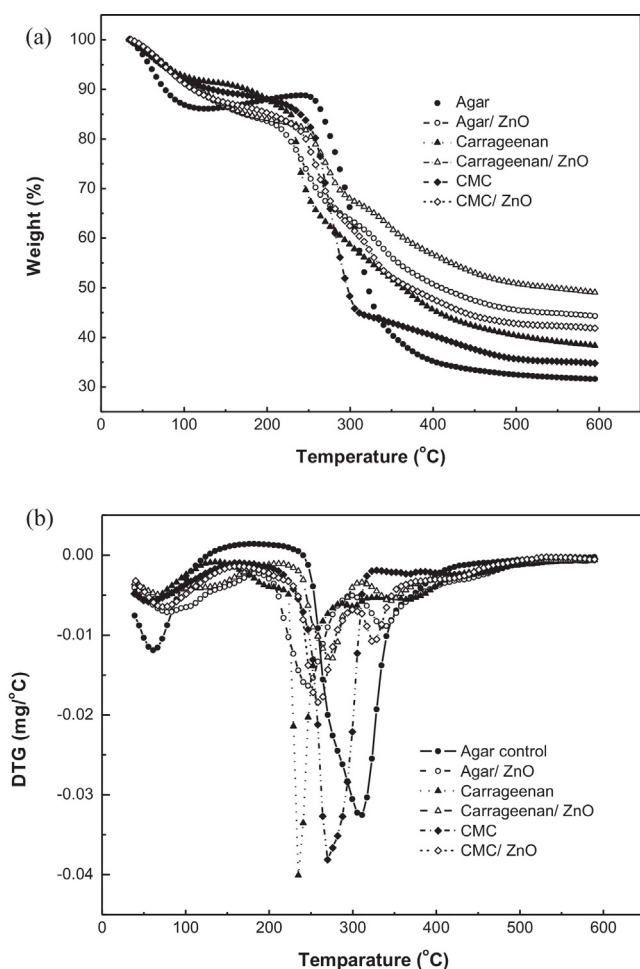 (a)
100
90
80
70
60
50
40
30
Weight (%)
Agar
Agar/ ZnO
Carrageenan
Carrageenan/ ZnO
CMC
CMC/ ZnO
0 100 200 300 400 500 600
Temperature (°C)
(b)
0.00
-0.01
-0.02
-0.03
-0.04
DTG (mg/°C)
Agar control
Agar/ ZnO
Carrageenan
Carrageenan/ ZnO
CMC
CMC/ ZnO
0 100 200 300 400 500 600
Temparature (°C)